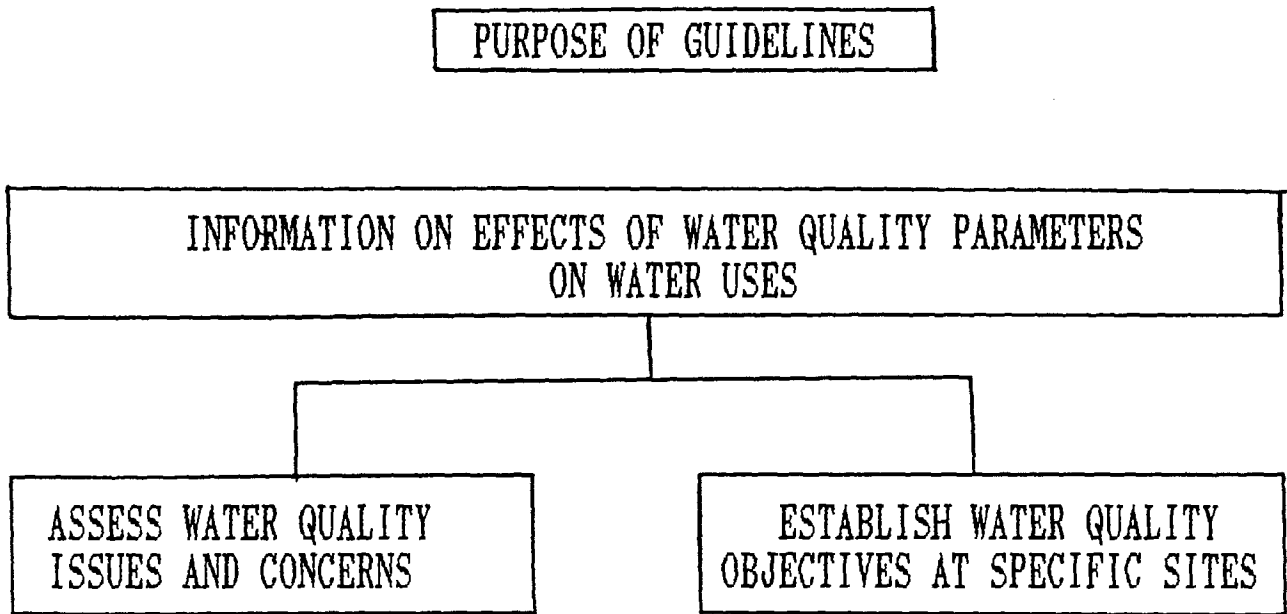 PURPOSE OF GUIDELINES
INFORMATION ON EFFECTS OF WATER QUALITY PARAMETERS
ON WATER USES
ASSESS WATER QUALITY
ISSUES AND CONCERNS
ESTABLISH WATER QUALITY
OBJECTIVES AT SPECIFIC SITES